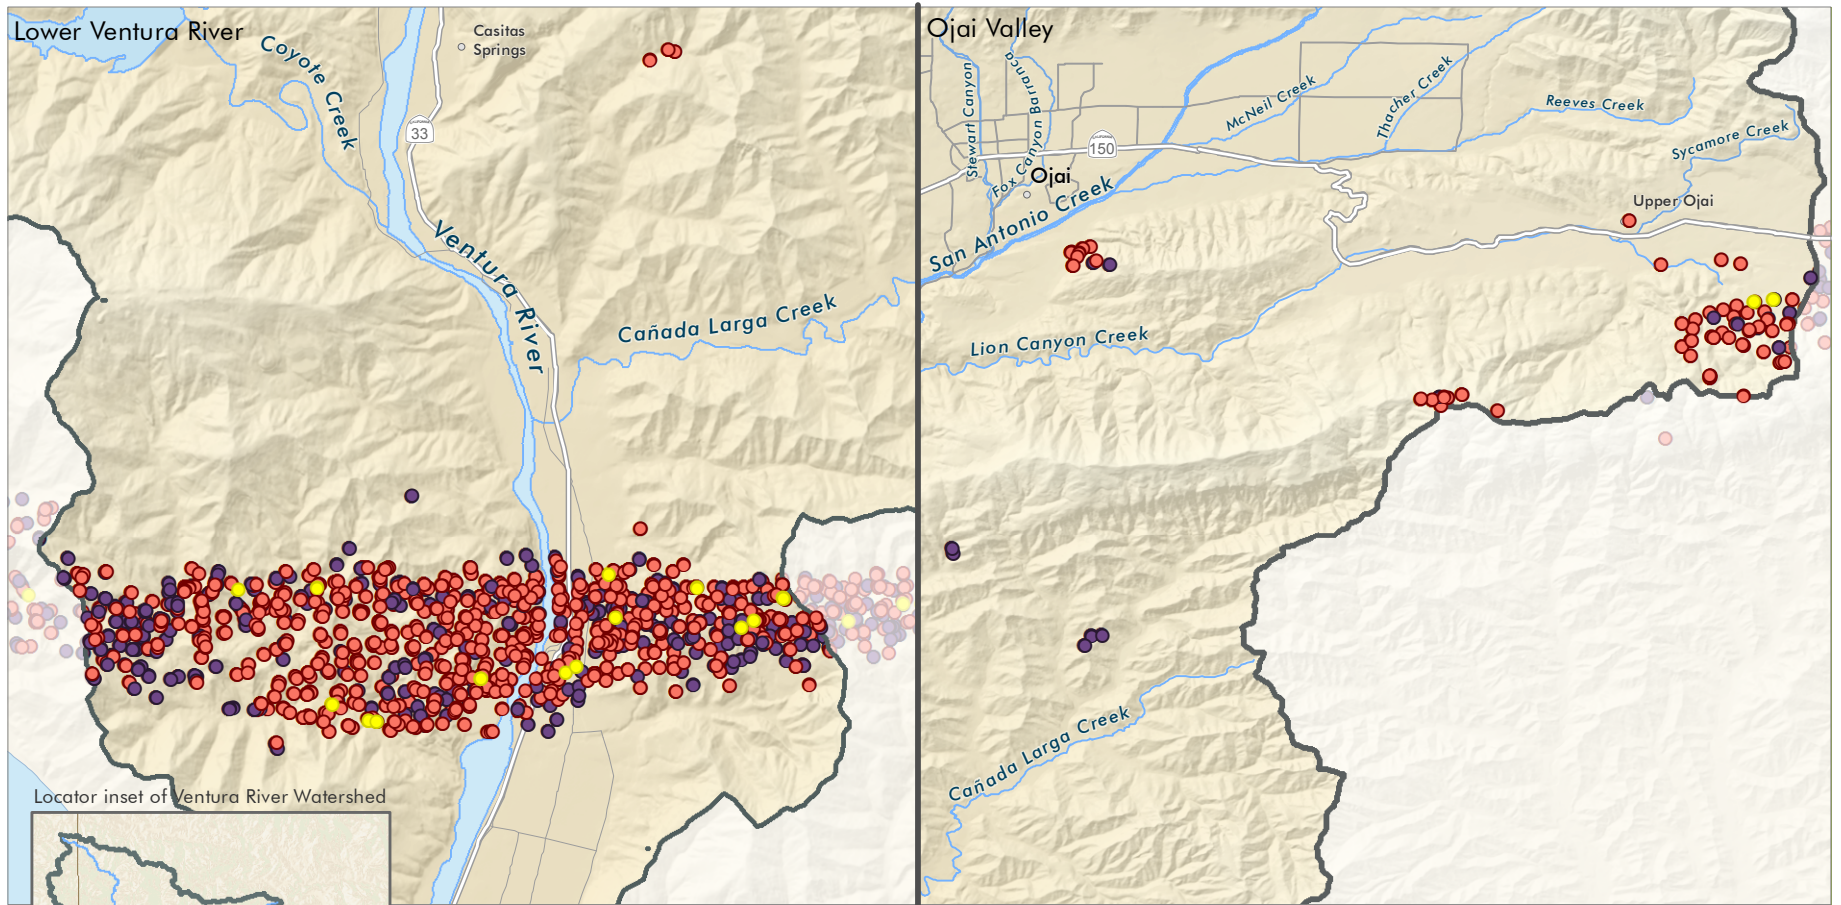 Lower Ventura River
Casitas
Springs
Coyote Creek
CALIFORNIA
33
Ventura River
Cañada Larga Creek
Locator inset of Ventura River Watershed
Ojai Valley
Stewart Canyon
Fox Canyon Barranca
McNeil Creek
Thacher Creek
Reeves Creek
Sycamore Creek
CALIFORNIA
150
Ojai
San Antonio Creek
Upper Ojai
Lion Canyon Creek
Cañada Larga Creek